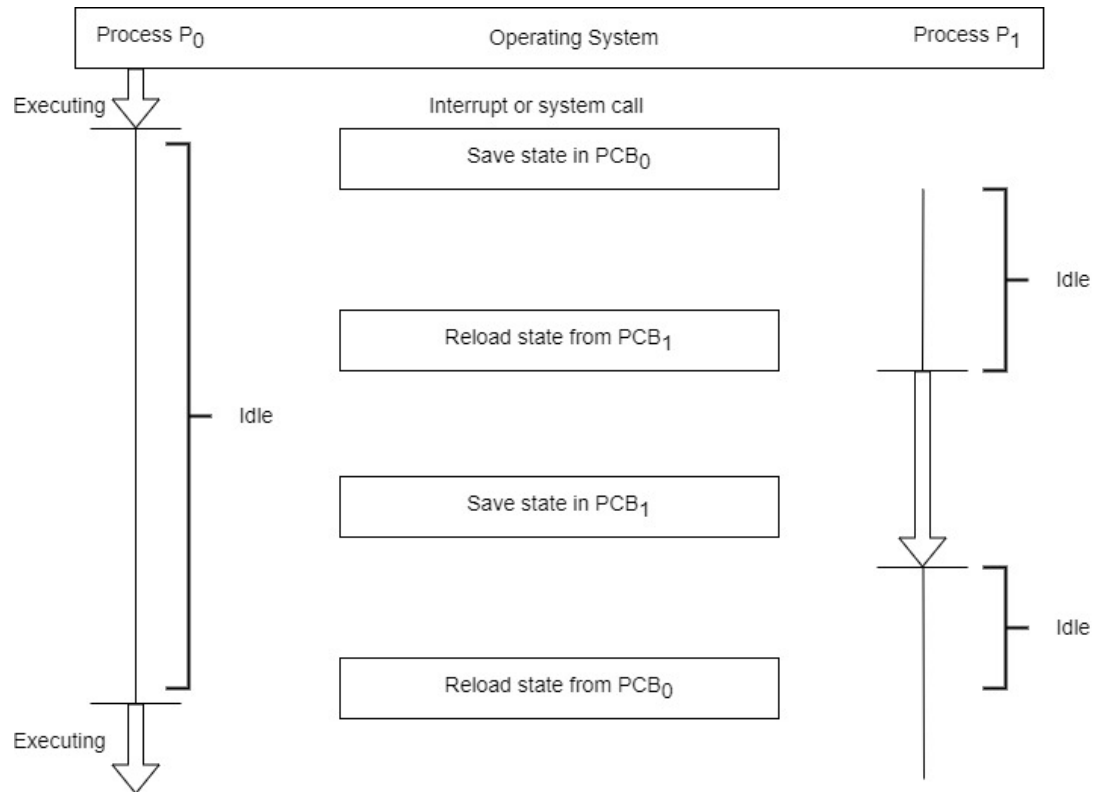 Process P0 Operating System Process P1
Executing Interrupt or system call
Save state in PCB0
Idle
Reload state from PCB1
Idle
Save state in PCB1
Idle
Reload state from PCB0
Executing